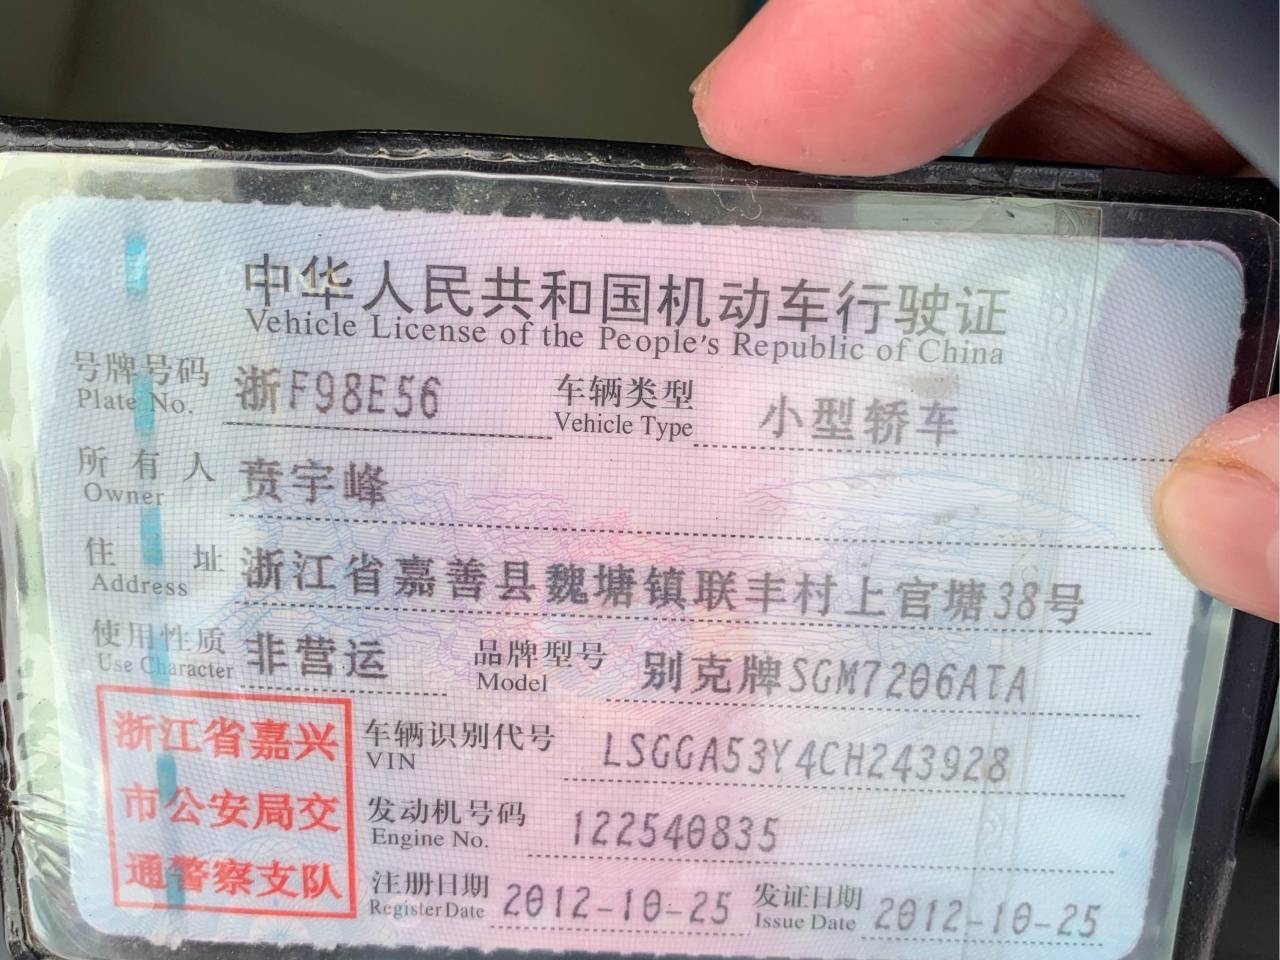 中华人民共和国机动车行驶证
Vehicle License of the People's Republic of China
号牌号码 浙F98E56 车辆类型 小型轿车
Plate No. Vehicle Type
所有人 贲宇峰
Owner
住址 浙江省嘉善县魏塘镇联丰村上官塘38号
Address
使用性质 非营运 品牌型号 别克牌SGM7206ATA
Use Character Model
浙江省嘉兴
市公安局交
通警察支队
车辆识别代号 LSGGA53Y4CH243928
VIN
发动机号码 122540835
Engine No.
注册日期 2012-10-25 发证日期 2012-10-25
Register Date Issue Date